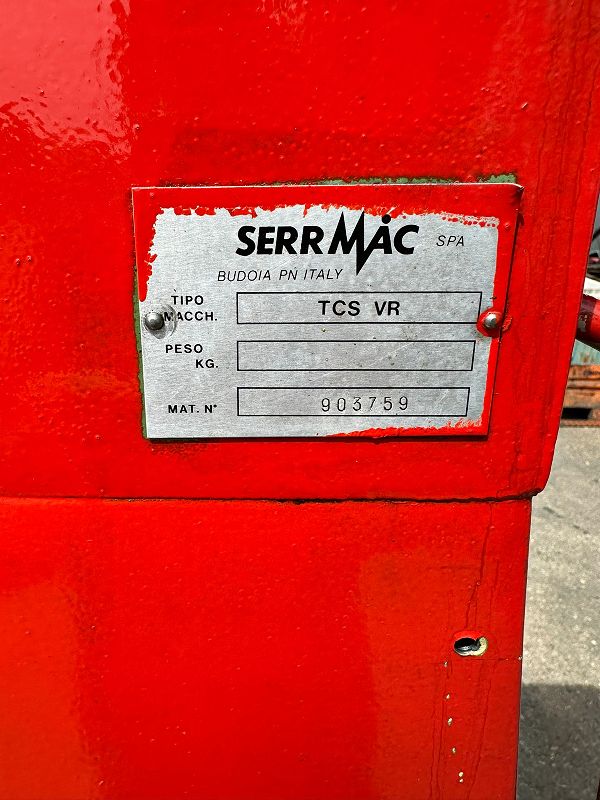 SERRMAC SPA
BUDOIA PN ITALY
TIPO
MACCH. TCS VR
PESO
KG.
MAT. N° 903759